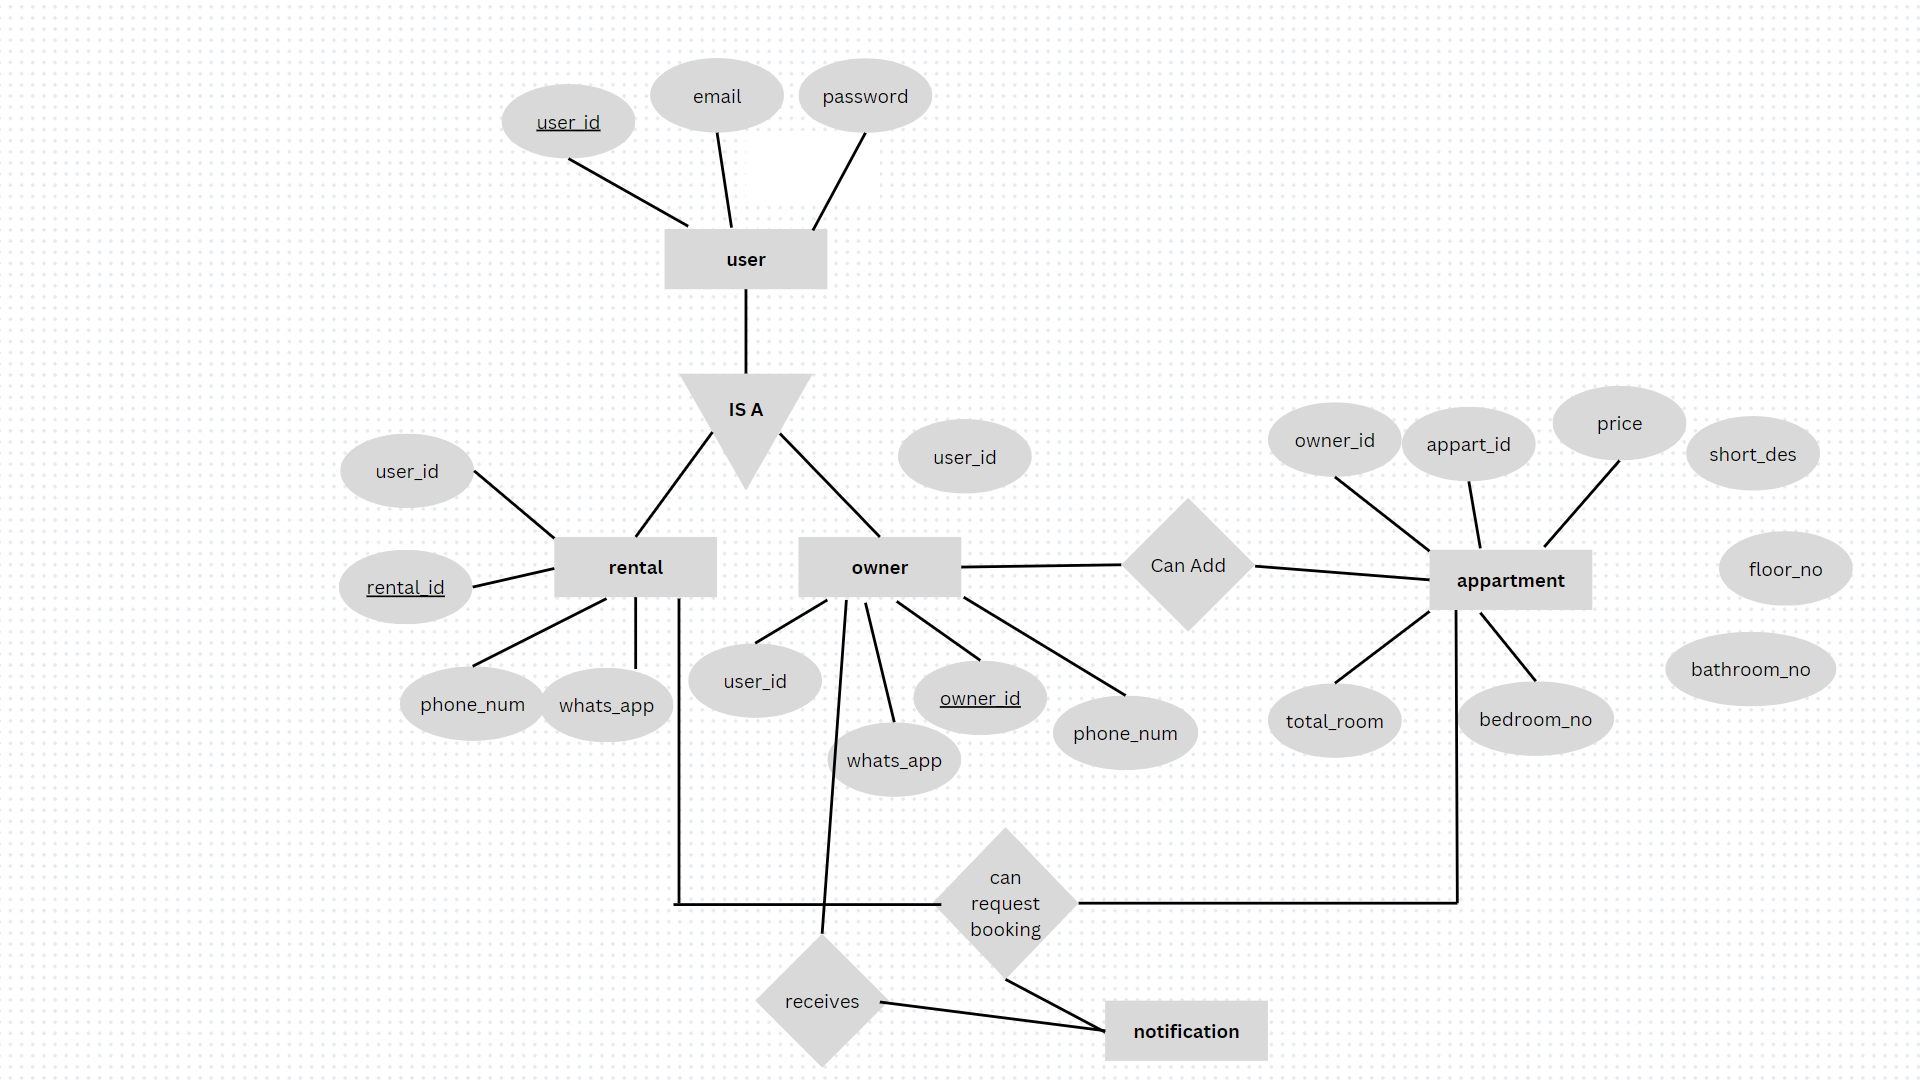 user_id
email
password
user
IS A
user_id
user_id
owner_id
appart_id
price
short_des
rental_id
rental
owner
Can Add
appartment
floor_no
phone_num
whats_app
user_id
owner_id
whats_app
phone_num
total_room
bedroom_no
bathroom_no
can
request
booking
receives
notification